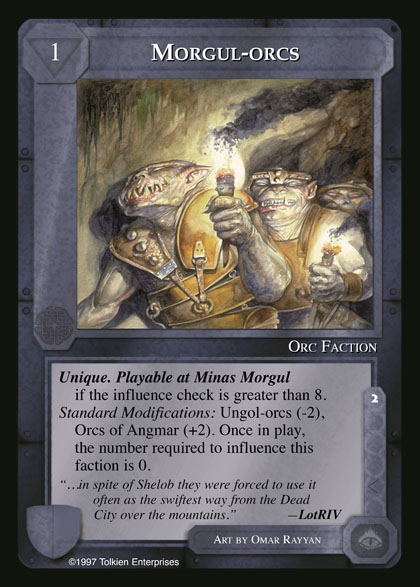 1
MORGUL-ORCS
ORC FACTION
Unique. Playable at Minas Morgul
if the influence check is greater than 8.
Standard Modifications: Ungol-orcs (-2),
Orcs of Angmar (+2). Once in play,
the number required to influence this
faction is 0.
2
“…in spite of Shelob they were forced to use it
often as the swiftest way from the Dead
City over the mountains.” —LotRIV
ART BY OMAR RAYYAN
©1997 Tolkien Enterprises